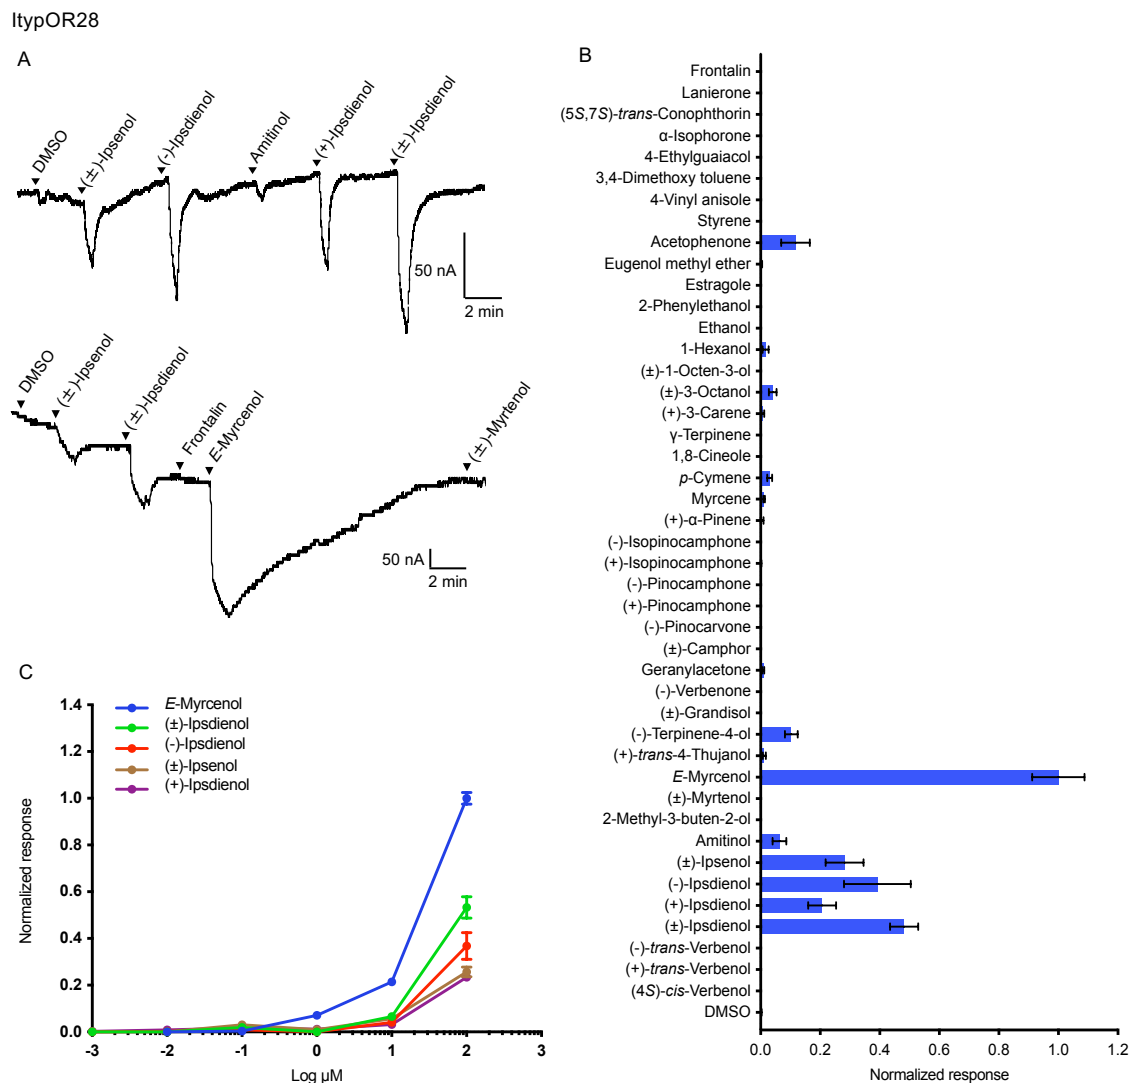 ItypOR28
A
DMSO
(±)-Ipsenol
(-)-Ipsdienol
Amitinol
(+)-Ipsdienol
(±)-Ipsdienol
50 nA
2 min
DMSO
(±)-Ipsenol
(±)-Ipsdienol
Frontalin
E-Myrcenol
(±)-Myrtenol
50 nA
2 min
B
Frontalin
Lanierone
(5S,7S)-trans-Conophthorin
α-Isophorone
4-Ethylguaiacol
3,4-Dimethoxy toluene
4-Vinyl anisole
Styrene
Acetophenone
Eugenol methyl ether
Estragole
2-Phenylethanol
Ethanol
1-Hexanol
(±)-1-Octen-3-ol
(±)-3-Octanol
(+)-3-Carene
γ-Terpinene
1,8-Cineole
p-Cymene
Myrcene
(+)-α-Pinene
(-)-Isopinocamphone
(+)-Isopinocamphone
(-)-Pinocamphone
(+)-Pinocamphone
(-)-Pinocarvone
(±)-Camphor
Geranylacetone
(-)-Verbenone
(±)-Grandisol
(-)-Terpinene-4-ol
(+)-trans-4-Thujanol
E-Myrcenol
(±)-Myrtenol
2-Methyl-3-buten-2-ol
Amitinol
(±)-Ipsenol
(-)-Ipsdienol
(+)-Ipsdienol
(±)-Ipsdienol
(-)-trans-Verbenol
(+)-trans-Verbenol
(4S)-cis-Verbenol
DMSO
0.0 0.2 0.4 0.6 0.8 1.0 1.2
Normalized response
C
E-Myrcenol
(±)-Ipsdienol
(-)-Ipsdienol
(±)-Ipsenol
(+)-Ipsdienol
Normalized response
1.4
1.2
1.0
0.8
0.6
0.4
0.2
0.0
-3 -2 -1 0 1 2 3
Log µM